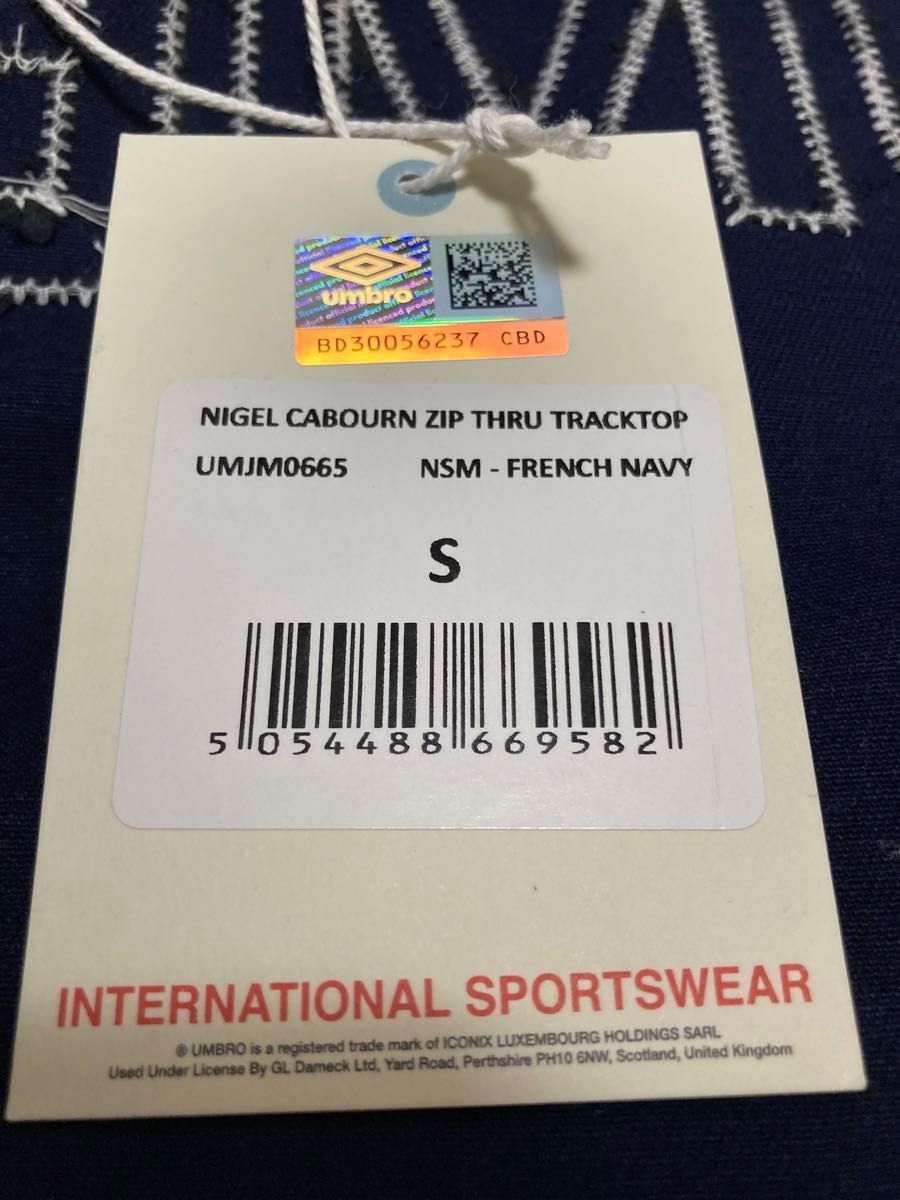 umbro
BD30056237 CBD
NIGEL CABOURN ZIP THRU TRACKTOP
UMJM0665 NSM - FRENCH NAVY
S
5 054488 669582
INTERNATIONAL SPORTSWEAR
® UMBRO is a registered trade mark of ICONIX LUXEMBOURG HOLDINGS SARL
Used Under License By GL Dameck Ltd, Yard Road, Perthshire PH10 6NW, Scotland, United Kingdom